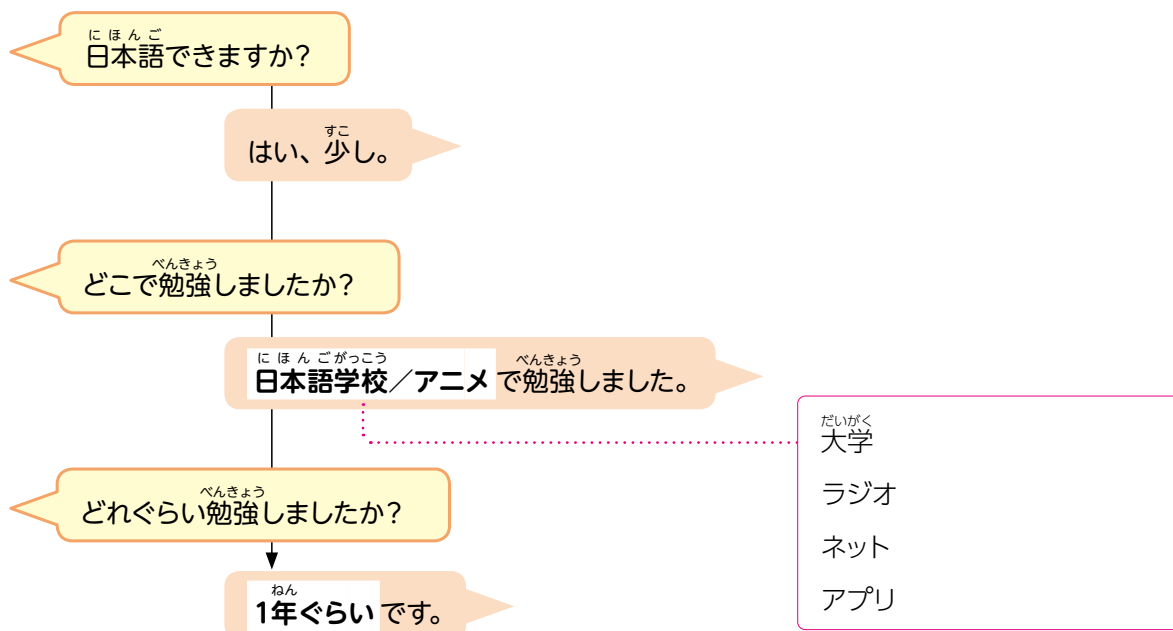 にほんご
日本語できますか？
すこ
はい、少し。
べんきょう
どこで勉強しましたか？
にほんごがっこう べんきょう
日本語学校／アニメで勉強しました。
だいがく
大学
ラジオ
ネット
アプリ
べんきょう
どれぐらい勉強しましたか？
ねん
1年ぐらいです。